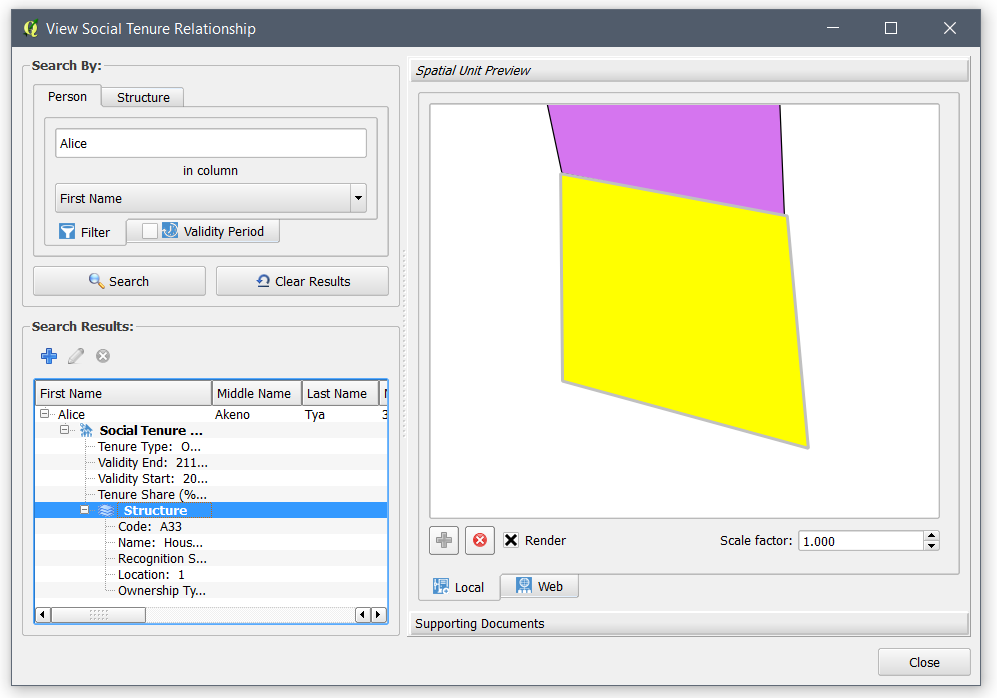 View Social Tenure Relationship
Search By:
Person
Structure
Alice
in column
First Name
Filter
Validity Period
Search
Clear Results
Search Results:
First Name Middle Name Last Name
Alice Akeno Tya 3
Social Tenure ...
Tenure Type: O...
Validity End: 211...
Validity Start: 20...
Tenure Share (%...
Structure
Code: A33
Name: Hous...
Recognition S...
Location: 1
Ownership Ty...
Spatial Unit Preview
Render
Scale factor: 1.000
Local
Web
Supporting Documents
Close